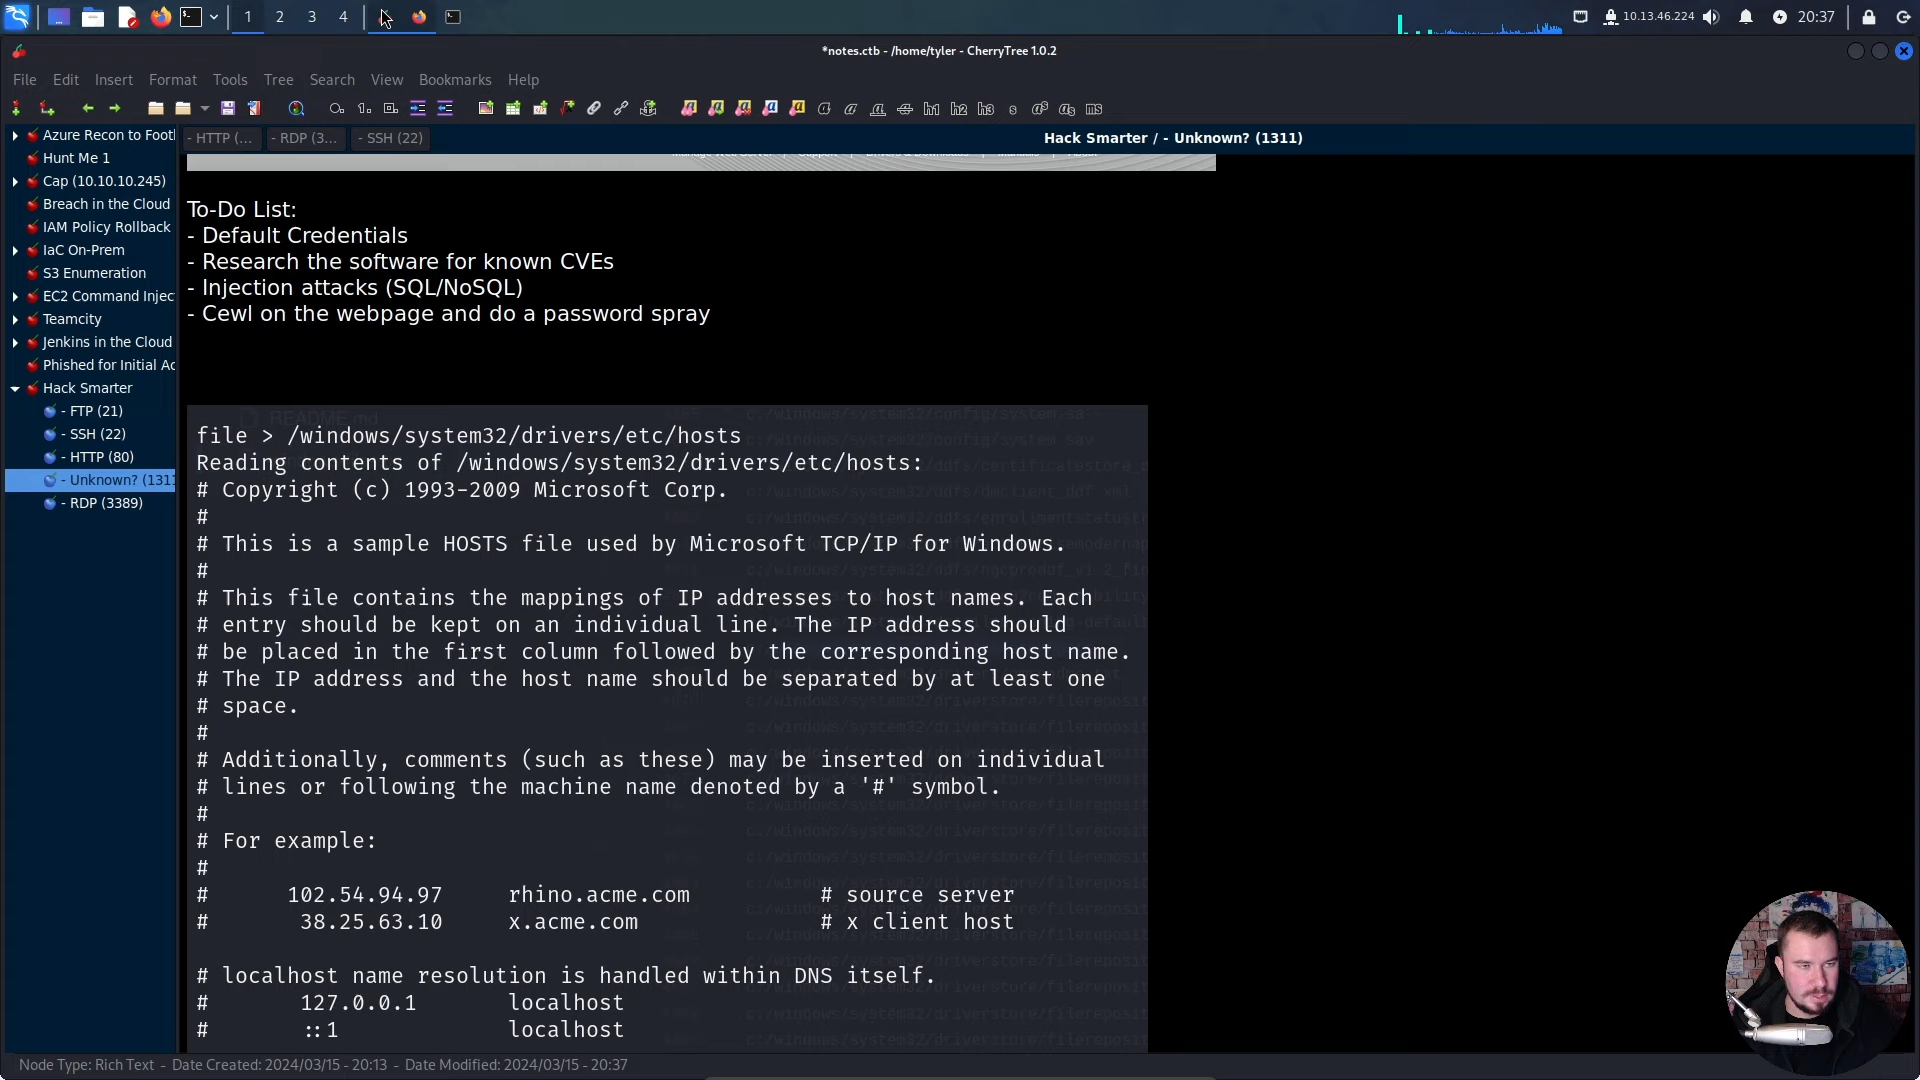 1 2 3 4 10.13.46.224 20:37
*notes.ctb - /home/tyler - CherryTree 1.0.2
File Edit Insert Format Tools Tree Search View Bookmarks Help
Azure Recon to Foot
Hunt Me 1
Cap (10.10.10.245)
Breach in the Cloud
IAM Policy Rollback
IaC On-Prem
S3 Enumeration
EC2 Command Injec
Teamcity
Jenkins in the Cloud
Phished for Initial Ac
Hack Smarter
- FTP (21)
- SSH (22)
- HTTP (80)
- Unknown? (1311
- RDP (3389)
- HTTP (... - RDP (3... - SSH (22) Hack Smarter / - Unknown? (1311)
To-Do List:
- Default Credentials
- Research the software for known CVEs
- Injection attacks (SQL/NoSQL)
- Cewl on the webpage and do a password spray
README.md
file > /windows/system32/drivers/etc/hosts
Reading contents of /windows/system32/drivers/etc/hosts:
# Copyright (c) 1993-2009 Microsoft Corp.
#
# This is a sample HOSTS file used by Microsoft TCP/IP for Windows.
#
# This file contains the mappings of IP addresses to host names. Each
# entry should be kept on an individual line. The IP address should
# be placed in the first column followed by the corresponding host name.
# The IP address and the host name should be separated by at least one
# space.
#
# Additionally, comments (such as these) may be inserted on individual
# lines or following the machine name denoted by a '#' symbol.
#
# For example:
#
# 102.54.94.97 rhino.acme.com # source server
# 38.25.63.10 x.acme.com # x client host
# localhost name resolution is handled within DNS itself.
# 127.0.0.1 localhost
# ::1 localhost
Node Type: Rich Text - Date Created: 2024/03/15 - 20:13 - Date Modified: 2024/03/15 - 20:37